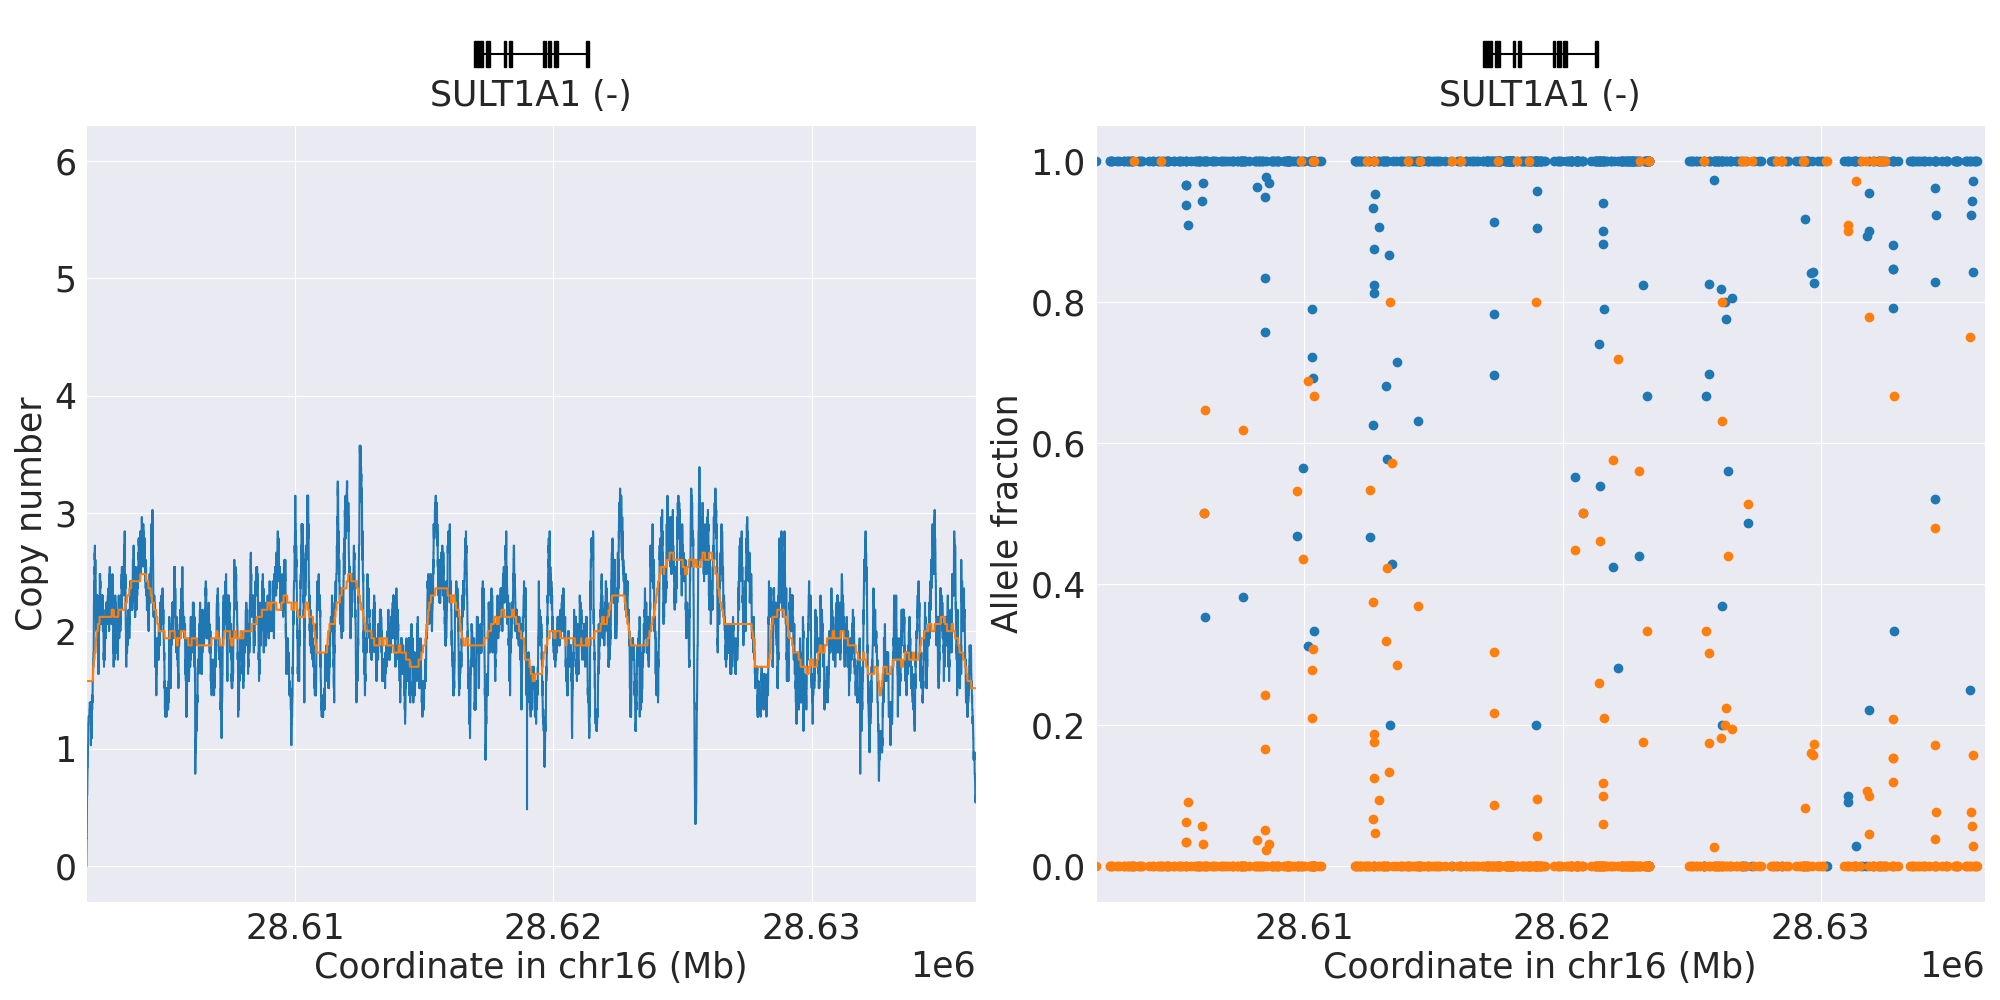 SULT1A1 (-)
6
5
4
3
2
1
0
Copy number
28.61
28.62
28.63
Coordinate in chr16 (Mb)
1e6
SULT1A1 (-)
1.0
0.8
0.6
0.4
0.2
0.0
Allele fraction
28.61
28.62
28.63
Coordinate in chr16 (Mb)
1e6